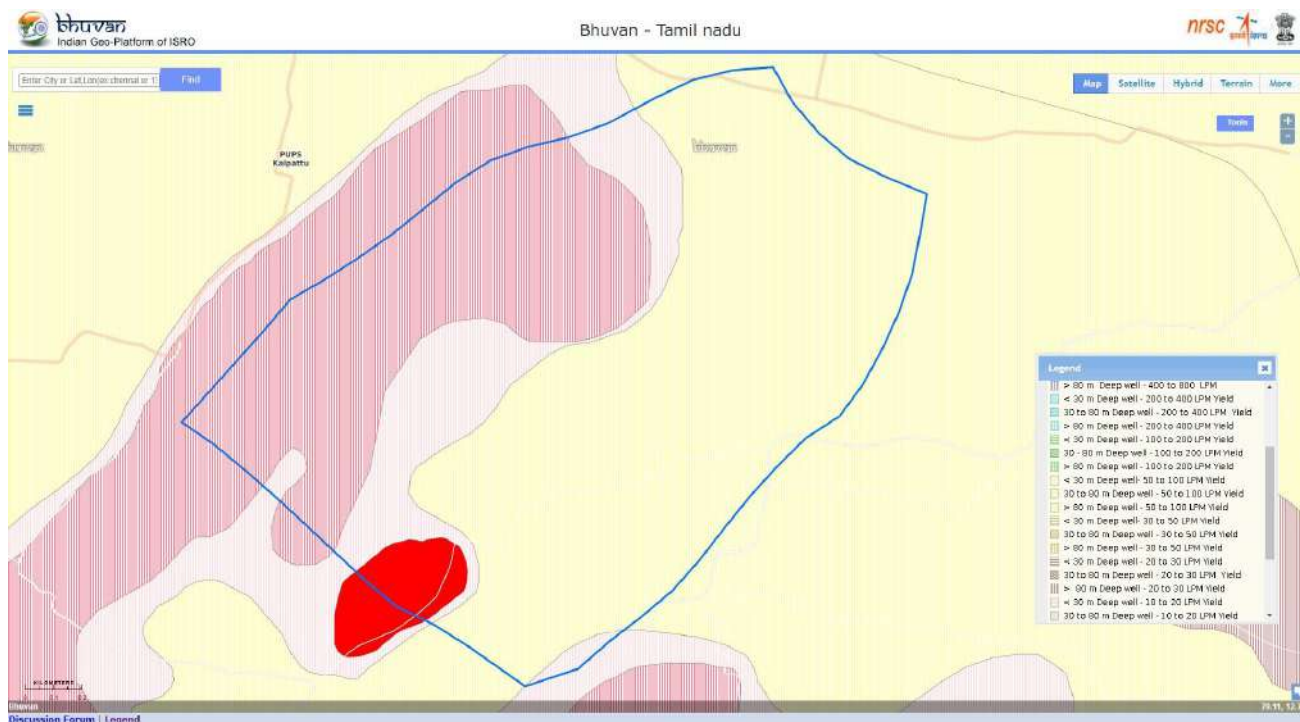 bhuvan
Indian Geo-Platform of ISRO
Bhuvan - Tamil nadu
nrsc
Find
Map Satellite Hybrid Terrain More
Tools
PUPS
Kalpattu
bhuvan
Legend
> 80 m Deep well - 400 to 800 LPM
< 30 m Deep well - 200 to 400 LPM Yield
30 to 80 m Deep well - 200 to 400 LPM Yield
> 80 m Deep well - 200 to 400 LPM Yield
< 30 m Deep well - 100 to 200 LPM Yield
30 - 80 m Deep well - 100 to 200 LPM Yield
> 80 m Deep well - 100 to 200 LPM Yield
< 30 m Deep well- 50 to 100 LPM Yield
30 to 80 m Deep well - 50 to 100 LPM Yield
> 80 m Deep well - 50 to 100 LPM Yield
< 30 m Deep well- 30 to 50 LPM Yield
30 to 80 m Deep well - 30 to 50 LPM Yield
> 80 m Deep well - 30 to 50 LPM Yield
< 30 m Deep well - 20 to 30 LPM Yield
30 to 80 m Deep well - 20 to 30 LPM Yield
> 80 m Deep well - 20 to 30 LPM Yield
< 30 m Deep well - 10 to 20 LPM Yield
30 to 80 m Deep well - 10 to 20 LPM Yield
KILOMETERS
Bhuvan
Discussion Forum | Legend